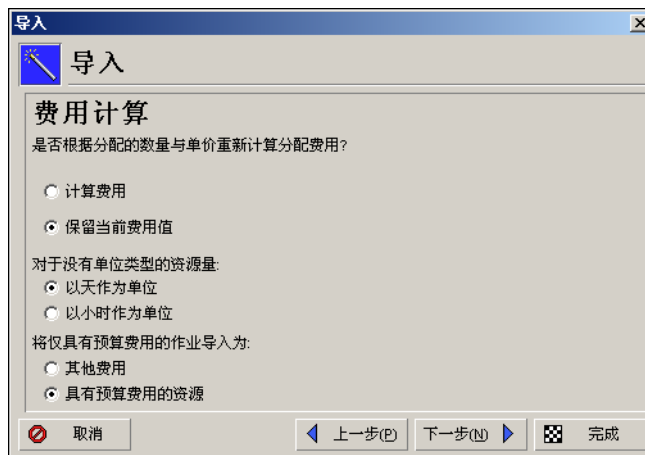 导入
导入
费用计算
是否根据分配的数量与单价重新计算分配费用?
计算费用
保留当前费用值
对于没有单位类型的资源量:
以天作为单位
以小时作为单位
将仅具有预算费用的作业导入为:
其他费用
具有预算费用的资源
取消 上一步(P) 下一步(N) 完成